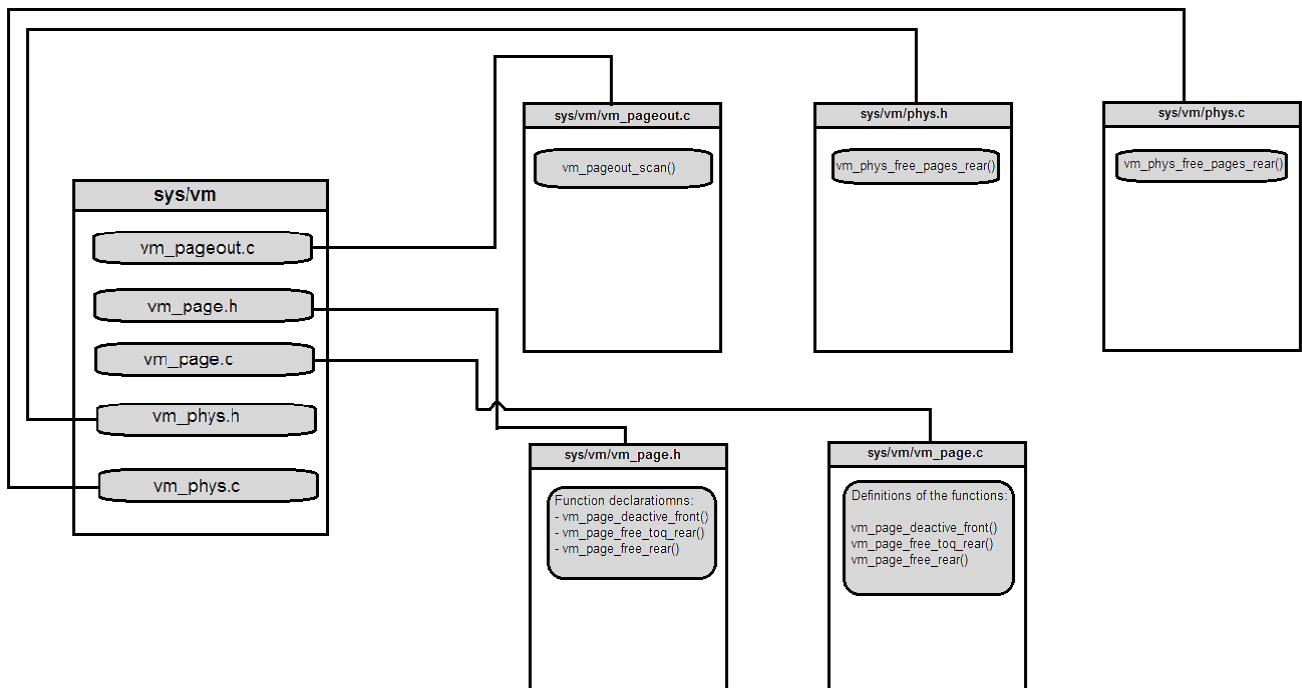 sys/vm/vm_pageout.c
vm_pageout_scan()
sys/vm/phys.h
vm_phys_free_pages_rear()
sys/vm/phys.c
vm_phys_free_pages_rear()
sys/vm
vm_pageout.c
vm_page.h
vm_page.c
vm_phys.h
vm_phys.c
sys/vm/vm_page.h
Function declaratiomns:
- vm_page_deactive_front()
- vm_page_free_toq_rear()
- vm_page_free_rear()
sys/vm/vm_page.c
Definitions of the functions:
vm_page_deactive_front()
vm_page_free_toq_rear()
vm_page_free_rear()